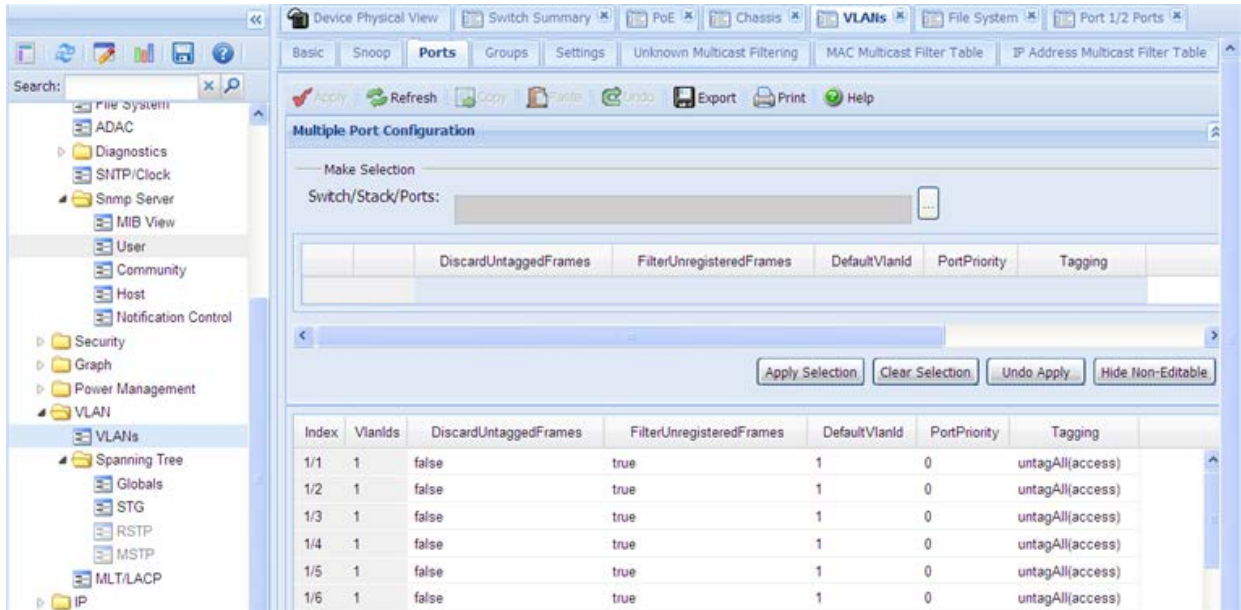 Search:
File System
ADAC
Diagnostics
SNTP/Clock
Snmp Server
MIB View
User
Community
Host
Notification Control
Security
Graph
Power Management
VLAN
VLANs
Spanning Tree
Globals
STG
RSTP
MSTP
MLT/LACP
IP
Device Physical View Switch Summary PoE Chassis VLANs File System Port 1/2 Ports
Basic Snoop Ports Groups Settings Unknown Multicast Filtering MAC Multicast Filter Table IP Address Multicast Filter Table
Apply Refresh Copy Paste Undo Export Print Help
Multiple Port Configuration
Make Selection
Switch/Stack/Ports: ...
DiscardUntaggedFrames FilterUnregisteredFrames DefaultVlanId PortPriority Tagging
Apply Selection Clear Selection Undo Apply Hide Non-Editable
Index VlanIds DiscardUntaggedFrames FilterUnregisteredFrames DefaultVlanId PortPriority Tagging
1/1 1 false true 1 0 untagAll(access)
1/2 1 false true 1 0 untagAll(access)
1/3 1 false true 1 0 untagAll(access)
1/4 1 false true 1 0 untagAll(access)
1/5 1 false true 1 0 untagAll(access)
1/6 1 false true 1 0 untagAll(access)